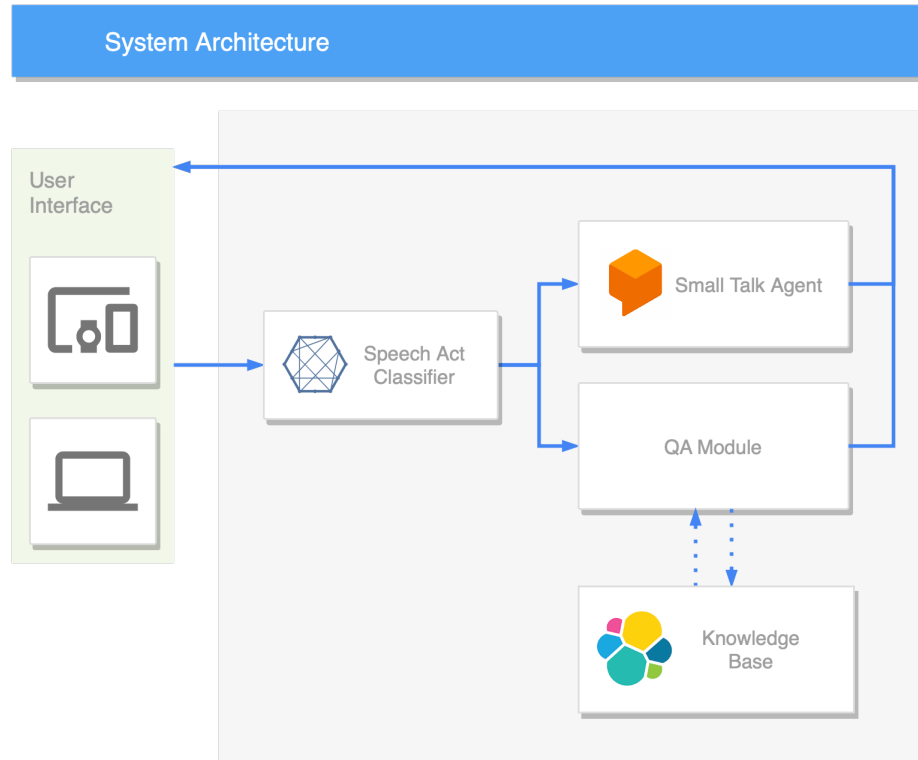 System Architecture
User
Interface
Small Talk Agent
Speech Act
Classifier
QA Module
Knowledge
Base